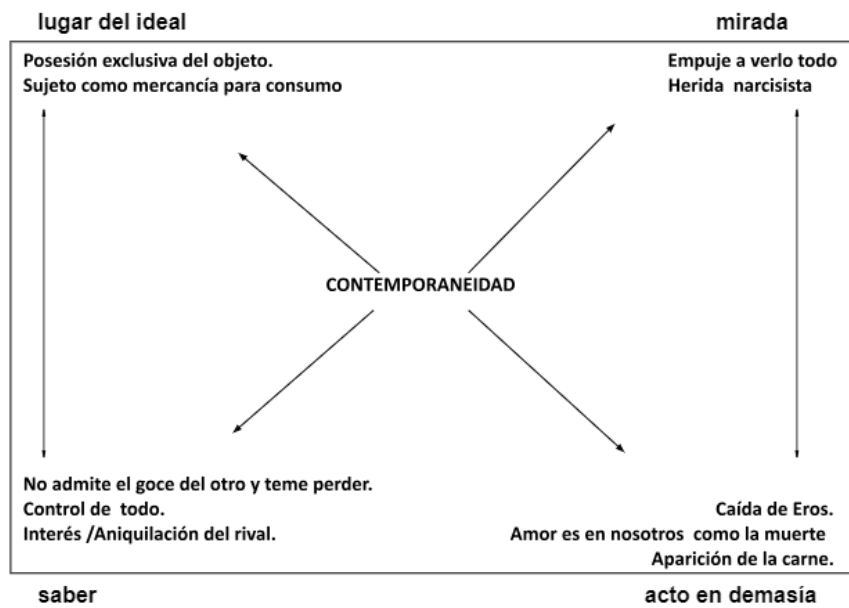 lugar del ideal
mirada
Posesión exclusiva del objeto.
Sujeto como mercancía para consumo
Empuje a verlo todo
Herida narcisista
CONTEMPORANEIDAD
No admite el goce del otro y teme perder.
Control de todo.
Interés /Aniquilación del rival.
Caída de Eros.
Amor es en nosotros como la muerte
Aparición de la carne.
saber
acto en demasía